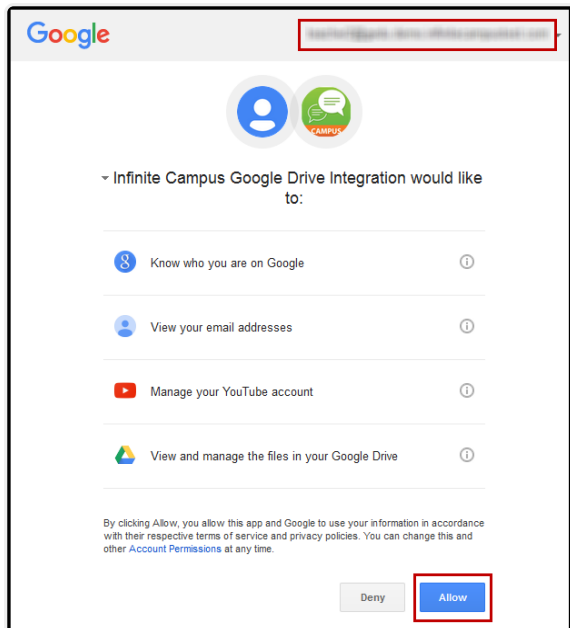 Google
CAMPUS
Infinite Campus Google Drive Integration would like
to:
8
Know who you are on Google
View your email addresses
Manage your YouTube account
View and manage the files in your Google Drive
By clicking Allow, you allow this app and Google to use your information in accordance
with their respective terms of service and privacy policies. You can change this and
other Account Permissions at any time.
Deny Allow